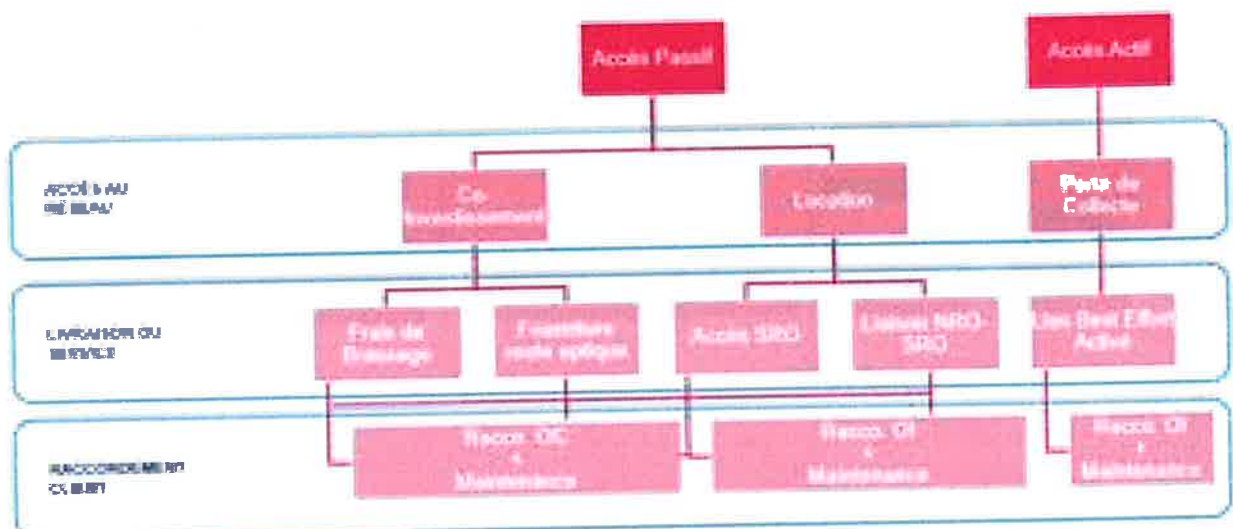 Accès Passif
Accès Actif
ACCÈS AU
RÉSEAU
Co-
Investissement
Location
Porte de
Collecte
LIVRAISON DU
SERVICE
Frais de
Brassage
Fourniture
route optique
Accès SRO
Liaison NRO-
SRO
Lien Best Effort
Activé
RACCORDEMENT
CLIENT
Racco. OC
+
Maintenance
Racco. OI
+
Maintenance
Racco. OI
+
Maintenance